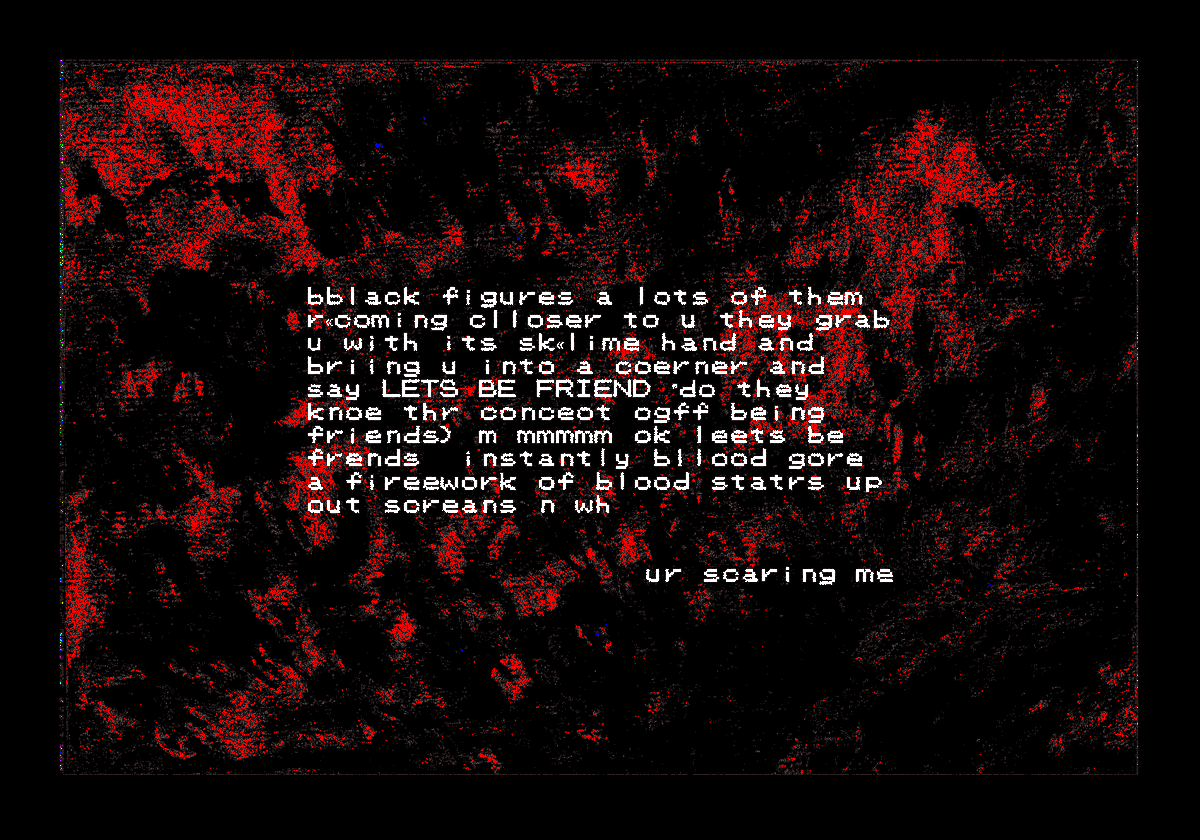 bblack figures a lots of them
r«coming clloser to u they grab
u with its sk«lime hand and
briing u into a coerner and
say LETS BE FRIEND "do they
knoe thr conceot ogff being
friends) m mmmmm ok leets be
frends  instantly bllood gore
a fireework of blood statrs up
out screans n wh
ur scaring me